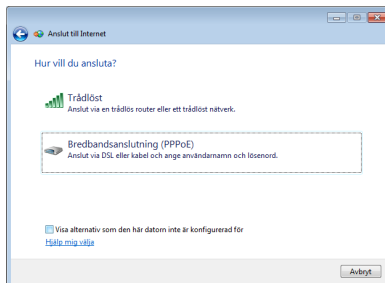 Anslut till Internet
Hur vill du ansluta?
Trådlöst
Anslut via en trådlös router eller ett trådlöst nätverk.
Bredbandsanslutning (PPPoE)
Anslut via DSL eller kabel och ange användarnamn och lösenord.
Visa alternativ som den här datorn inte är konfigurerad för
Hjälp mig välja
Avbryt